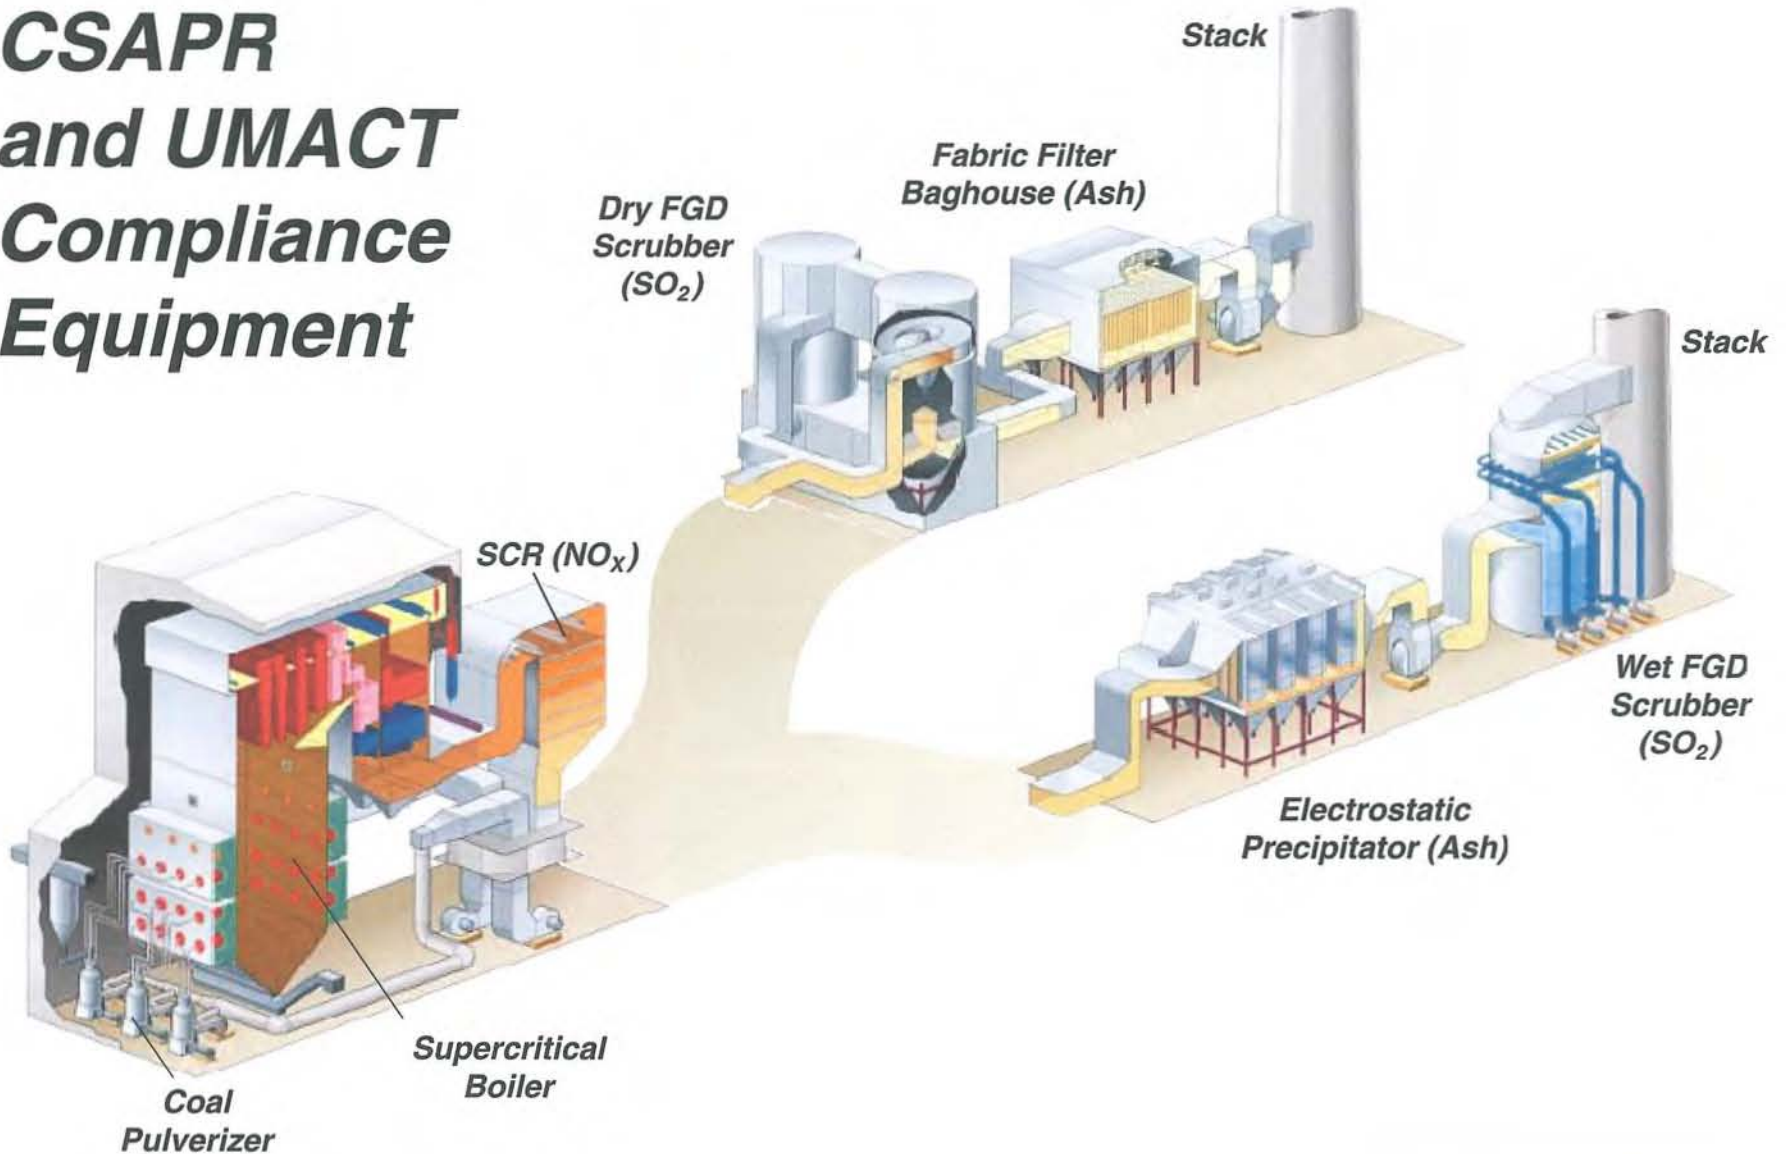 CSAPR
and UMACT
Compliance
Equipment
Stack
Fabric Filter
Baghouse (Ash)
Dry FGD
Scrubber
(SO₂)
Stack
SCR (NOₓ)
Wet FGD
Scrubber
(SO₂)
Electrostatic
Precipitator (Ash)
Supercritical
Boiler
Coal
Pulverizer